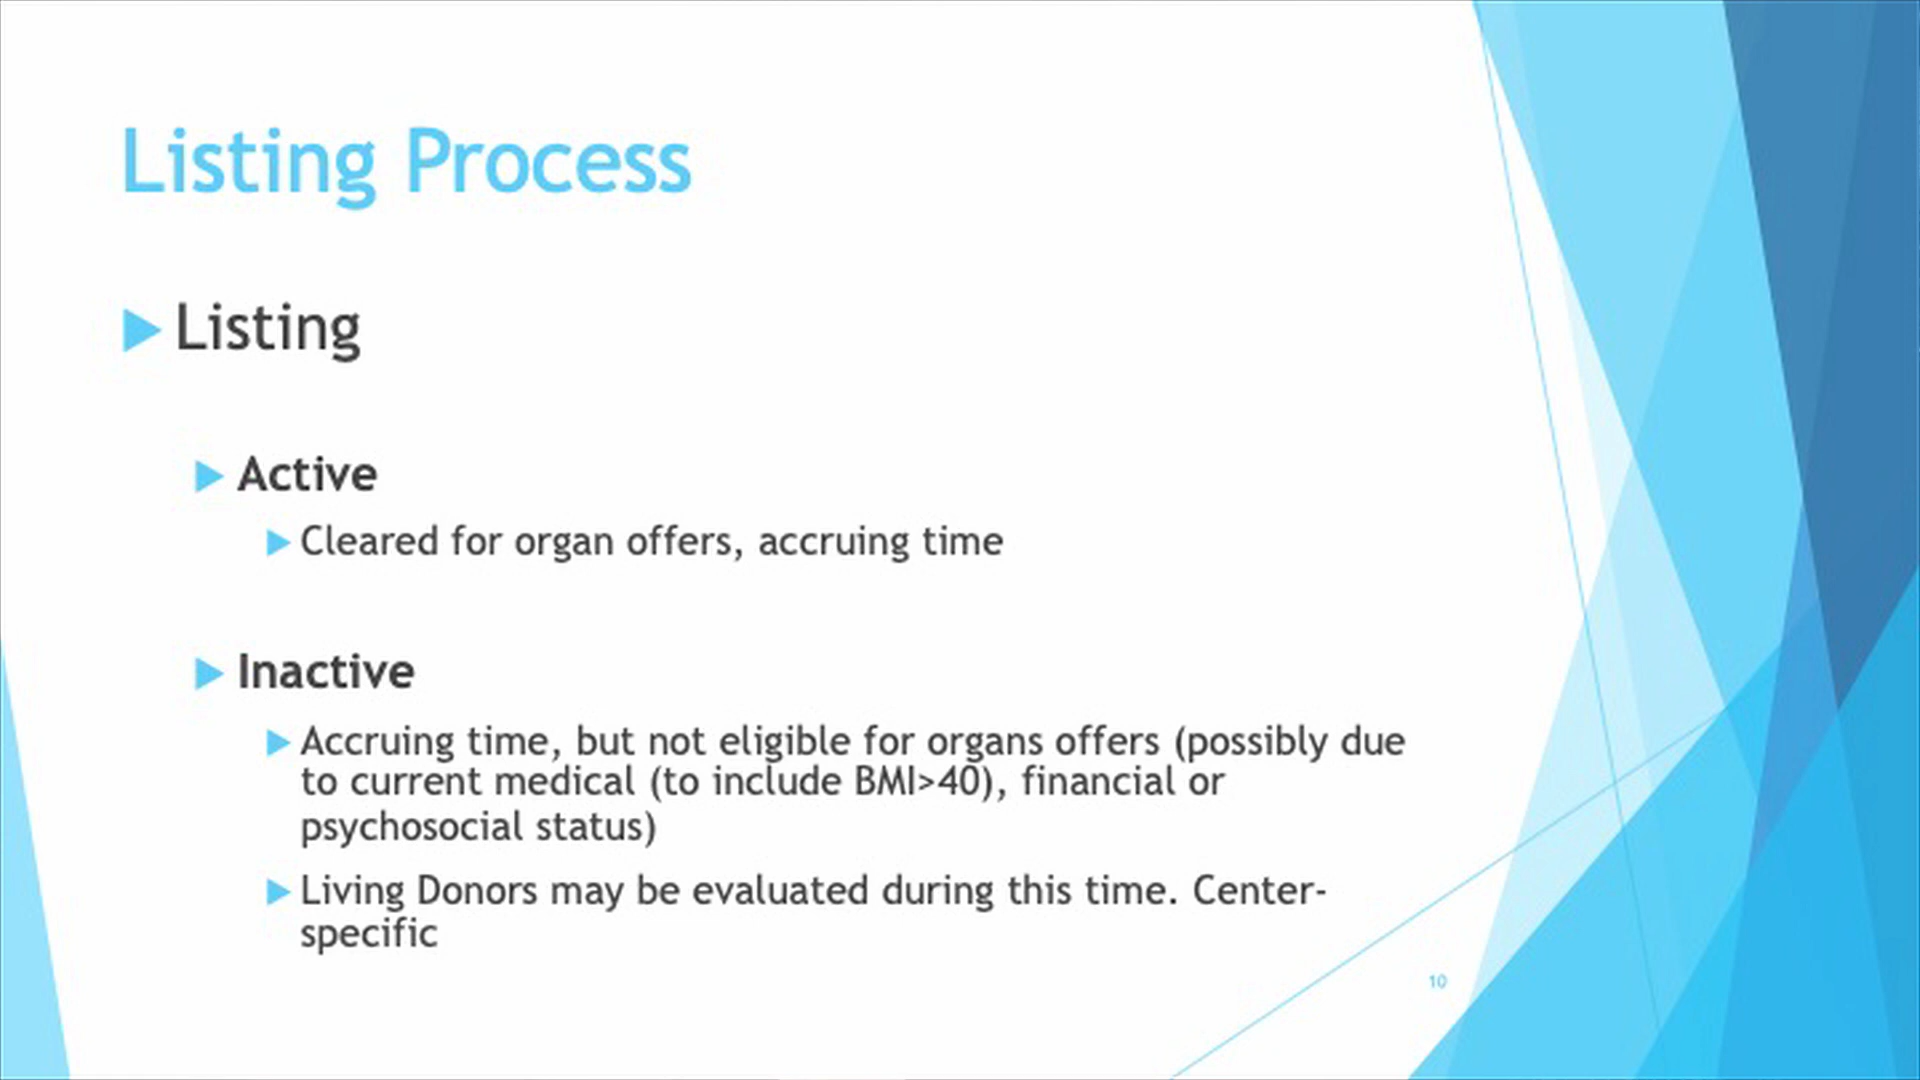 Listing Process
Listing
Active
Cleared for organ offers, accruing time
Inactive
Accruing time, but not eligible for organs offers (possibly due
to current medical (to include BMI>40), financial or
psychosocial status)
Living Donors may be evaluated during this time. Center-
specific
10